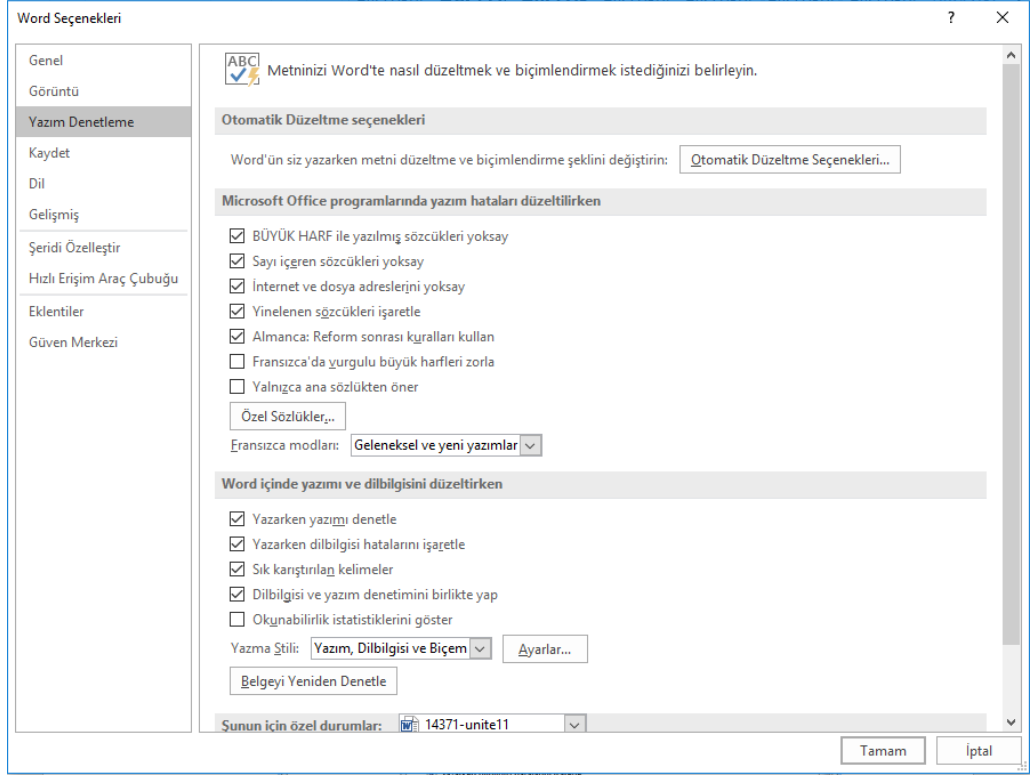 Word Seçenekleri
?
Genel
Görüntü
Yazım Denetleme
Kaydet
Dil
Gelişmiş
Şeridi Özelleştir
Hızlı Erişim Araç Çubuğu
Eklentiler
Güven Merkezi
ABC
Metninizi Word'te nasıl düzeltmek ve biçimlendirmek istediğinizi belirleyin.
Otomatik Düzeltme seçenekleri
Word'ün siz yazarken metni düzeltme ve biçimlendirme şeklini değiştirin: Otomatik Düzeltme Seçenekleri...
Microsoft Office programlarında yazım hataları düzeltilirken
BÜYÜK HARF ile yazılmış sözcükleri yoksay
Sayı içeren sözcükleri yoksay
İnternet ve dosya adreslerini yoksay
Yinelenen sözcükleri işaretle
Almanca: Reform sonrası kuralları kullan
Fransızca'da vurgulu büyük harfleri zorla
Yalnızca ana sözlükten öner
Özel Sözlükler...
Fransızca modları: Geleneksel ve yeni yazımlar
Word içinde yazımı ve dilbilgisini düzeltirken
Yazarken yazımı denetle
Yazarken dilbilgisi hatalarını işaretle
Sık karıştırılan kelimeler
Dilbilgisi ve yazım denetimini birlikte yap
Okunabilirlik istatistiklerini göster
Yazma Stili: Yazım, Dilbilgisi ve Biçem Ayarlar...
Belgeyi Yeniden Denetle
Şunun için özel durumlar: 14371-unite11
Tamam İptal